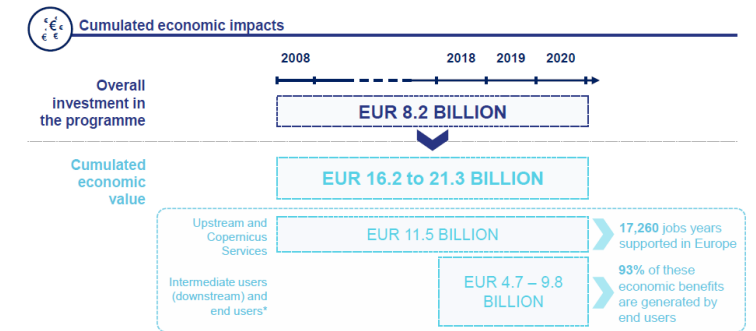 Cumulated economic impacts
2008 2018 2019 2020
Overall
investment in
the programme
EUR 8.2 BILLION
Cumulated
economic
value
EUR 16.2 to 21.3 BILLION
Upstream and
Copernicus
Services
EUR 11.5 BILLION
17,260 jobs years
supported in Europe
Intermediate users
(downstream) and
end users*
EUR 4.7 – 9.8
BILLION
93% of these
economic benefits
are generated by
end users